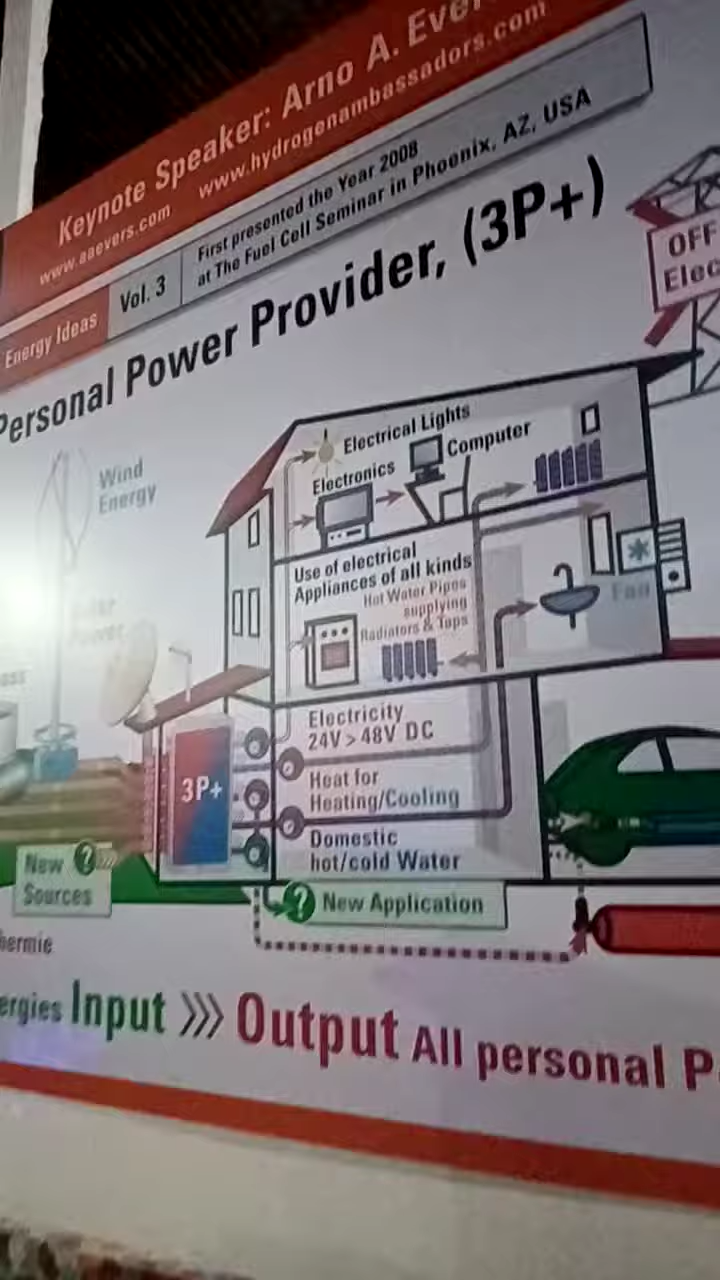 Keynote Speaker: Arno A. Ever
www.aaevers.com www.hydrogenambassadors.com
Energy Ideas
Vol. 3
First presented the Year 2008
at The Fuel Cell Seminar in Phoenix, AZ, USA
Personal Power Provider, (3P+)
OFF
Elec
Wind
Energy
Electrical Lights
Electronics
Computer
Use of electrical
Appliances of all kinds
Hot Water Pipes
supplying
Radiators & Taps
Fan
Electricity
24V > 48V DC
3P+
Heat for
Heating/Cooling
Domestic
hot/cold Water
New
Sources
?
? New Application
hermie
ergies Input >>> Output All personal P